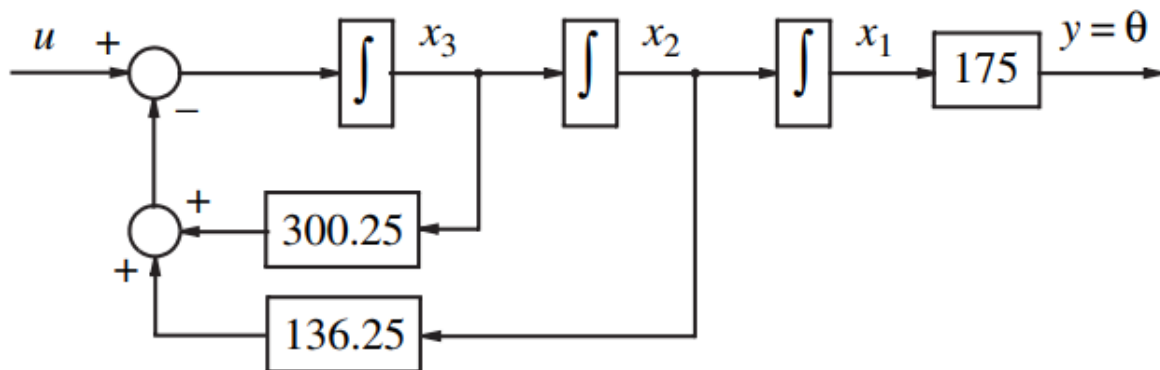 u + ∫ x₃ ∫ x₂ ∫ x₁ 175 y = θ
−
+ 300.25
+ 136.25